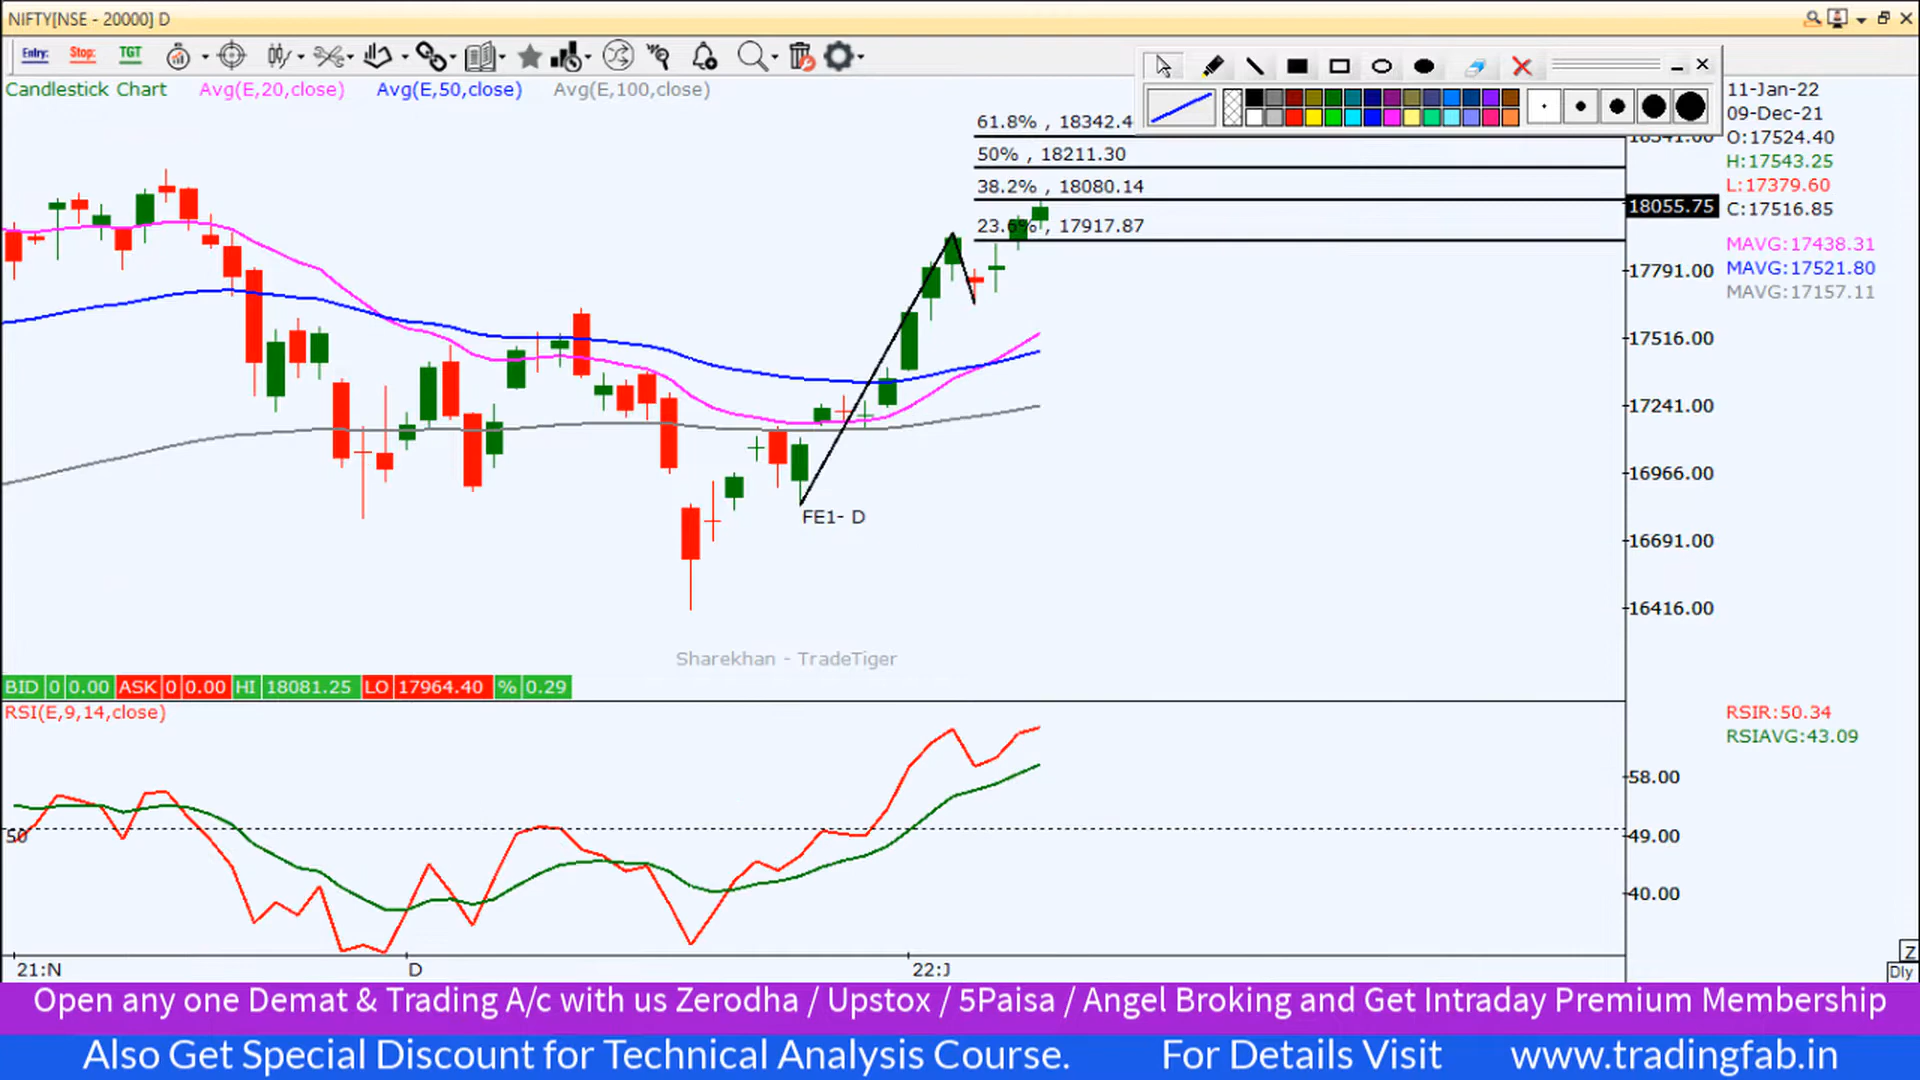 NIFTY[NSE - 20000] D
Entry:
Stop:
TGT
Candlestick Chart
Avg(E,20,close)
Avg(E,50,close)
Avg(E,100,close)
11-Jan-22
09-Dec-21
O:17524.40
H:17543.25
L:17379.60
C:17516.85
MAVG:17438.31
MAVG:17521.80
MAVG:17157.11
61.8% , 18342.4
50% , 18211.30
38.2% , 18080.14
23.6% , 17917.87
18341.00
18055.75
17791.00
17516.00
17241.00
16966.00
16691.00
16416.00
FE1- D
Sharekhan - TradeTiger
BID 0 0.00 ASK 0 0.00 HI 18081.25 LO 17964.40 % 0.29
RSI(E,9,14,close)
RSIR:50.34
RSIAVG:43.09
58.00
50
49.00
40.00
21:N
D
22:J
Z
Dly
Open any one Demat & Trading A/c with us Zerodha / Upstox / 5Paisa / Angel Broking and Get Intraday Premium Membership
Also Get Special Discount for Technical Analysis Course. For Details Visit www.tradingfab.in